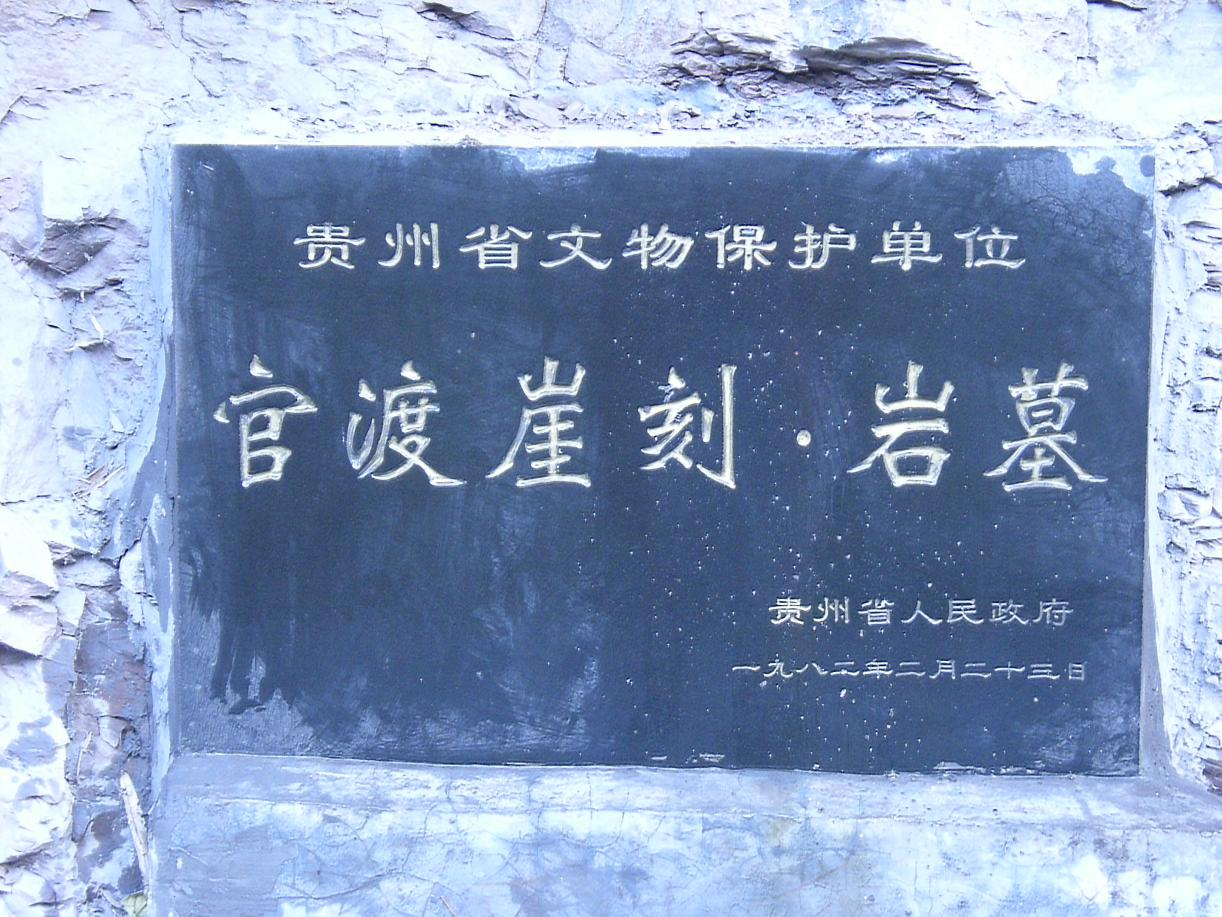 贵州省文物保护单位
官渡崖刻·岩墓
贵州省人民政府
一九八二年二月二十三日